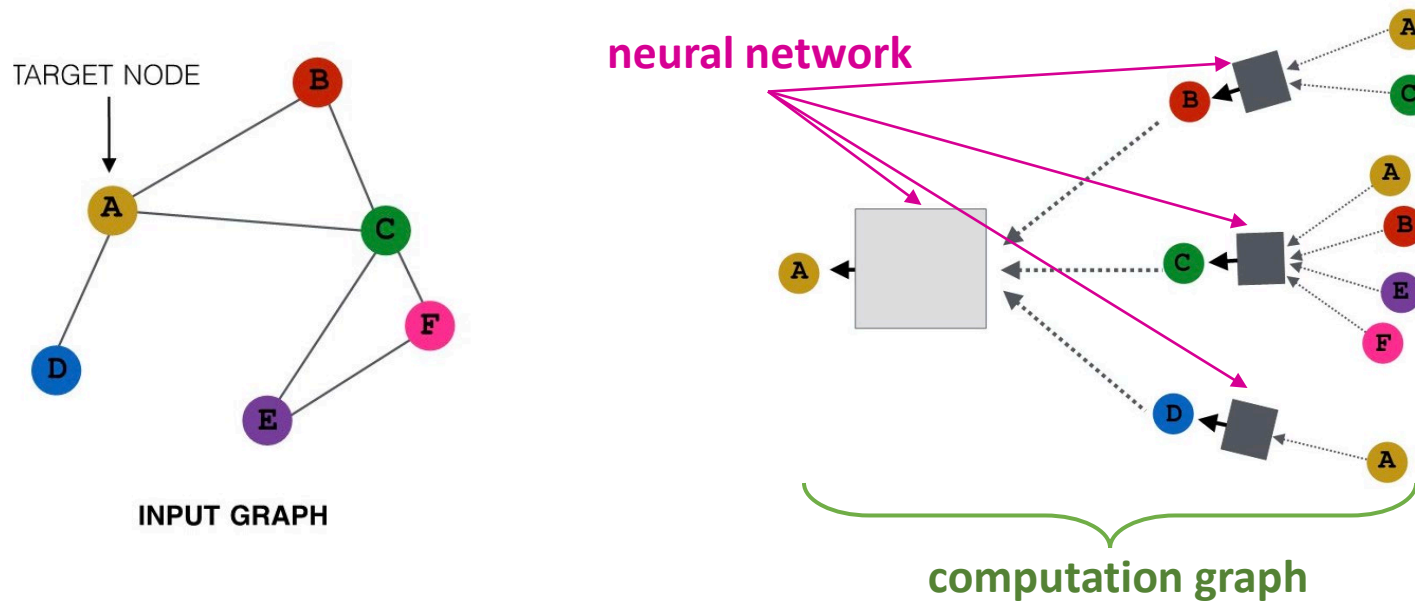 TARGET NODE
B
A
C
F
D
E
INPUT GRAPH
neural network
A
B
C
A
C
A
B
E
F
D
A
A
computation graph